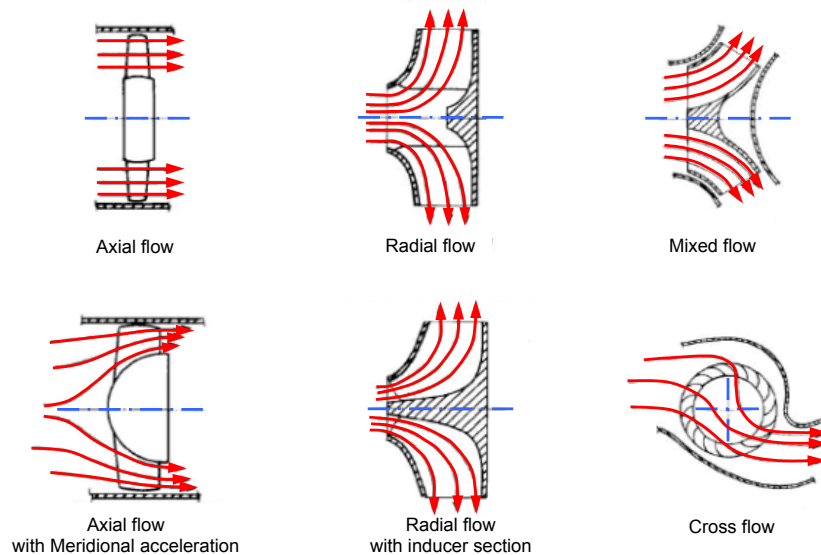 Axial flow
Radial flow
Mixed flow
Axial flow
with Meridional acceleration
Radial flow
with inducer section
Cross flow